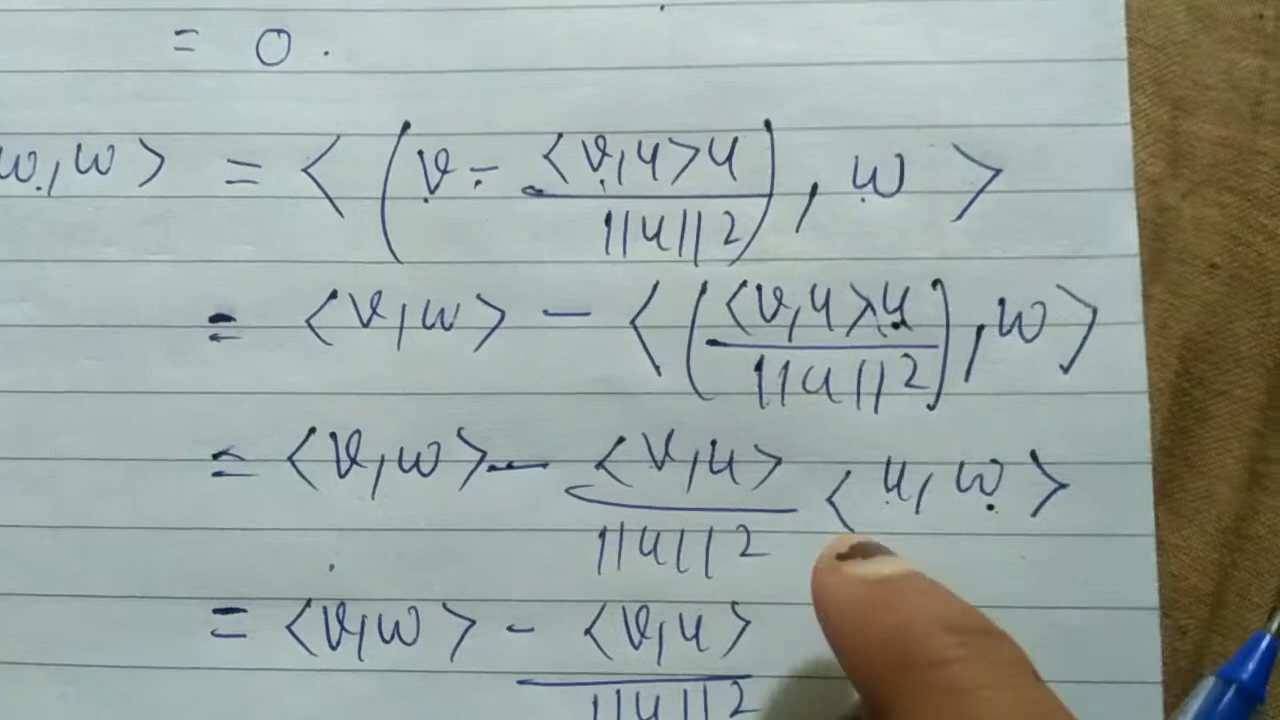 = 0.
w, w> = <(v - <v,u>u / ||u||2), w>
= <v,w> - <(<v,u>u / ||u||2), w>
= <v,w> - <v,u> / ||u||2 <u,w>
= <v,w> - <v,u> / ||u||2